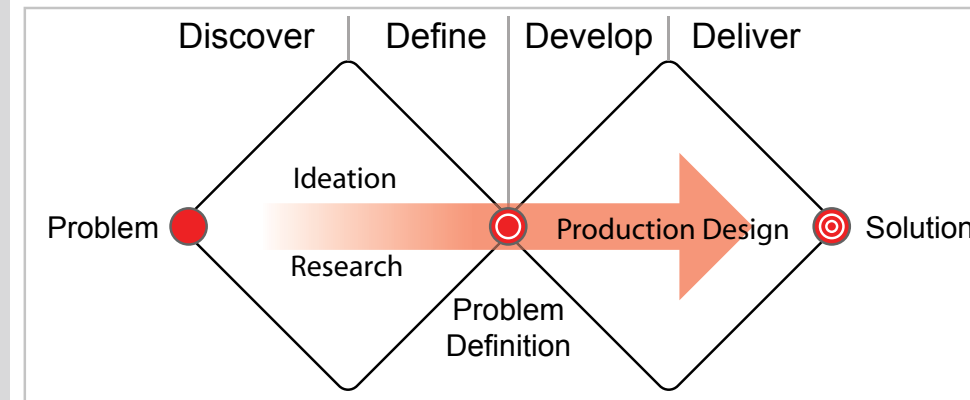 Discover Define Develop Deliver
Ideation
Problem Production Design Solution
Research
Problem
Definition